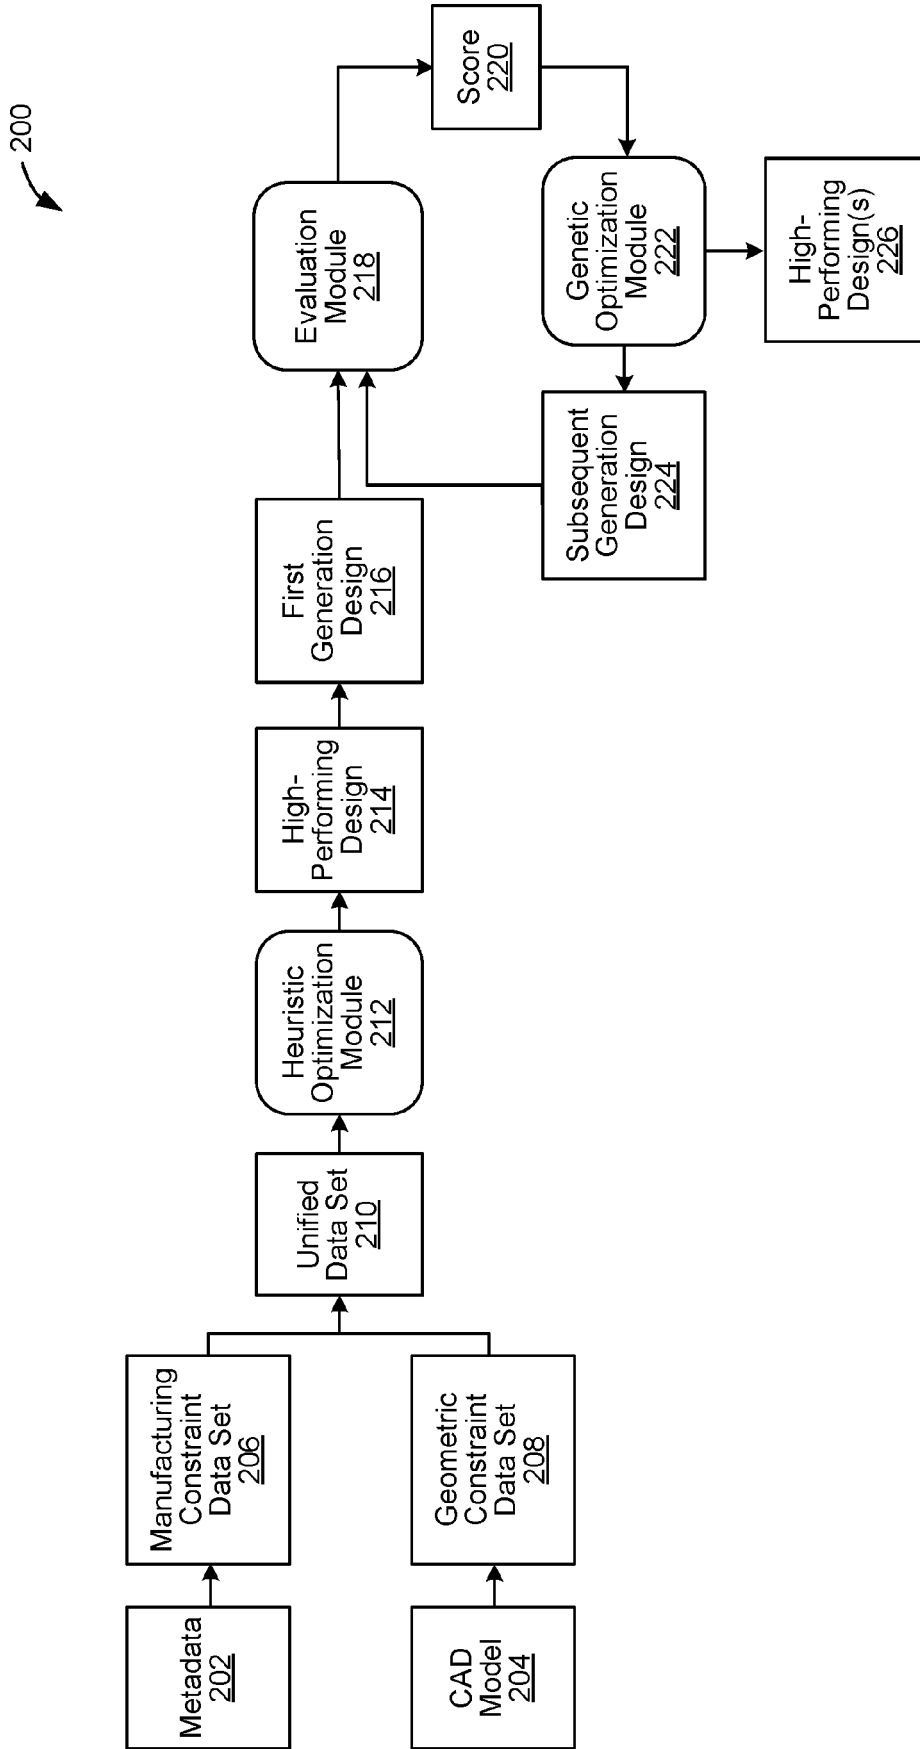 200
Metadata
202
Manufacturing
Constraint
Data Set
206
CAD
Model
204
Geometric
Constraint
Data Set
208
Unified
Data Set
210
Heuristic
Optimization
Module
212
High-
Performing
Design
214
First
Generation
Design
216
Evaluation
Module
218
Score
220
Genetic
Optimization
Module
222
Subsequent
Generation
Design
224
High-
Performing
Design(s)
226